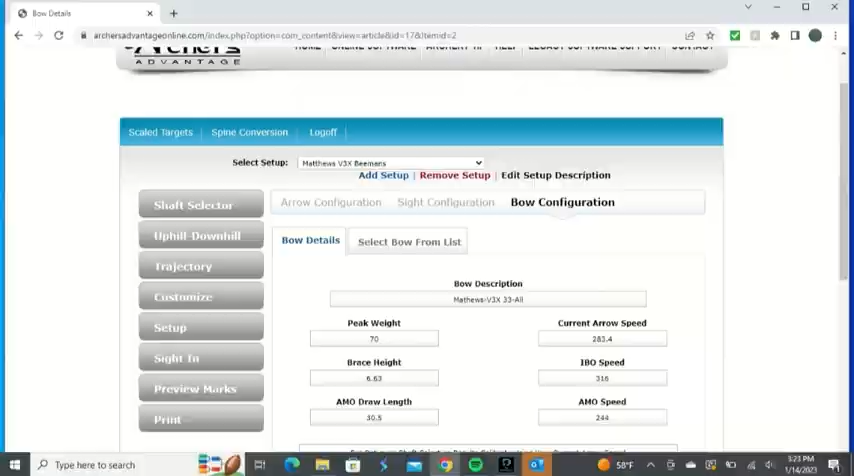 Bow Details
archersadvantageonline.com/index.php?option=com_content&view=article&id=17&Itemid=2
Archers
ADVANTAGE
HOME ONLINE SOFTWARE HELP LEGACY SOFTWARE SUPPORT CONTACT
Scaled Targets Spine Conversion Logoff
Select Setup: Matthews V3X Beemans
Add Setup | Remove Setup | Edit Setup Description
Shaft Selector
Uphill-Downhill
Trajectory
Customize
Setup
Sight In
Preview Marks
Print
Arrow Configuration Sight Configuration Bow Configuration
Bow Details Select Bow From List
Bow Description
Mathews-V3X 33-All
Peak Weight Current Arrow Speed
70 283.4
Brace Height IBO Speed
6.63 316
AMO Draw Length AMO Speed
30.5 244
Type here to search
58°F
3:23 PM
1/14/2023